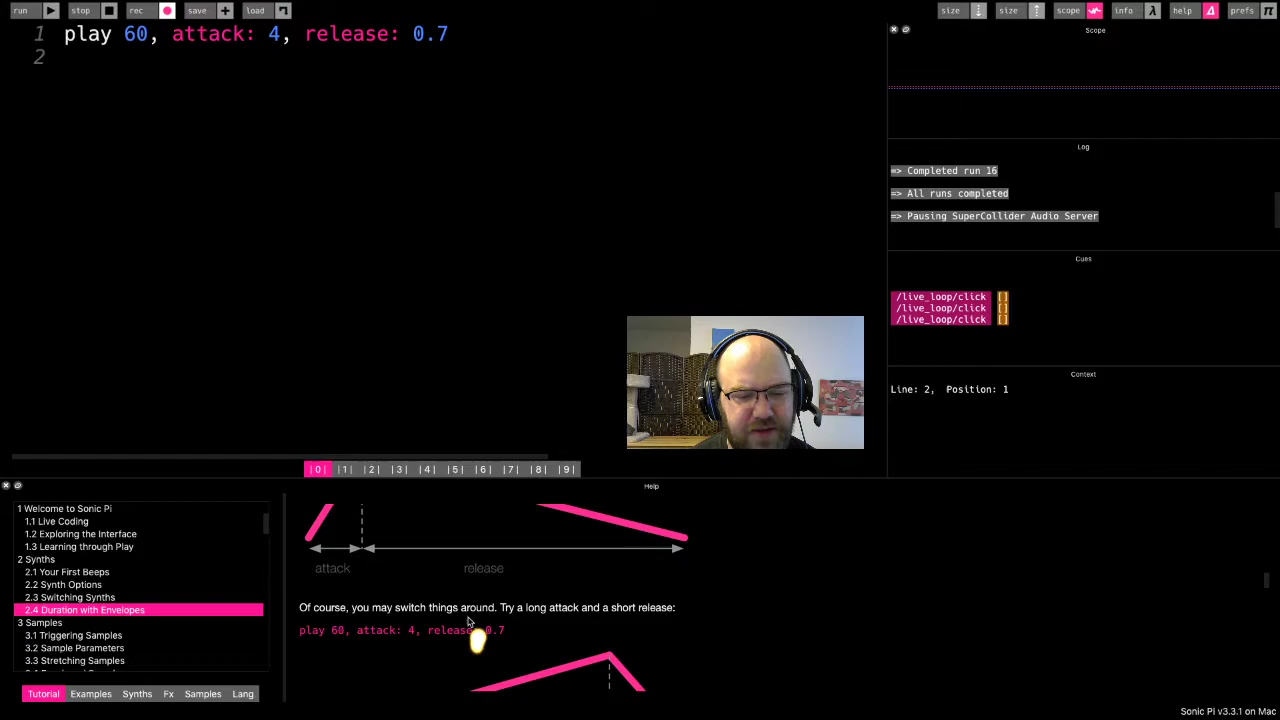 run stop rec save load size size scope info help prefs
1 play 60, attack: 4, release: 0.7
2
Scope
Log
=> Completed run 16
=> All runs completed
=> Pausing SuperCollider Audio Server
Cues
/live_loop/click []
/live_loop/click []
/live_loop/click []
Context
Line: 2, Position: 1
|0| |1| |2| |3| |4| |5| |6| |7| |8| |9|
Help
1 Welcome to Sonic Pi
1.1 Live Coding
1.2 Exploring the Interface
1.3 Learning through Play
2 Synths
2.1 Your First Beeps
2.2 Synth Options
2.3 Switching Synths
2.4 Duration with Envelopes
3 Samples
3.1 Triggering Samples
3.2 Sample Parameters
3.3 Stretching Samples
attack release
Of course, you may switch things around. Try a long attack and a short release:
play 60, attack: 4, release: 0.7
Tutorial Examples Synths Fx Samples Lang
Sonic Pi v3.3.1 on Mac